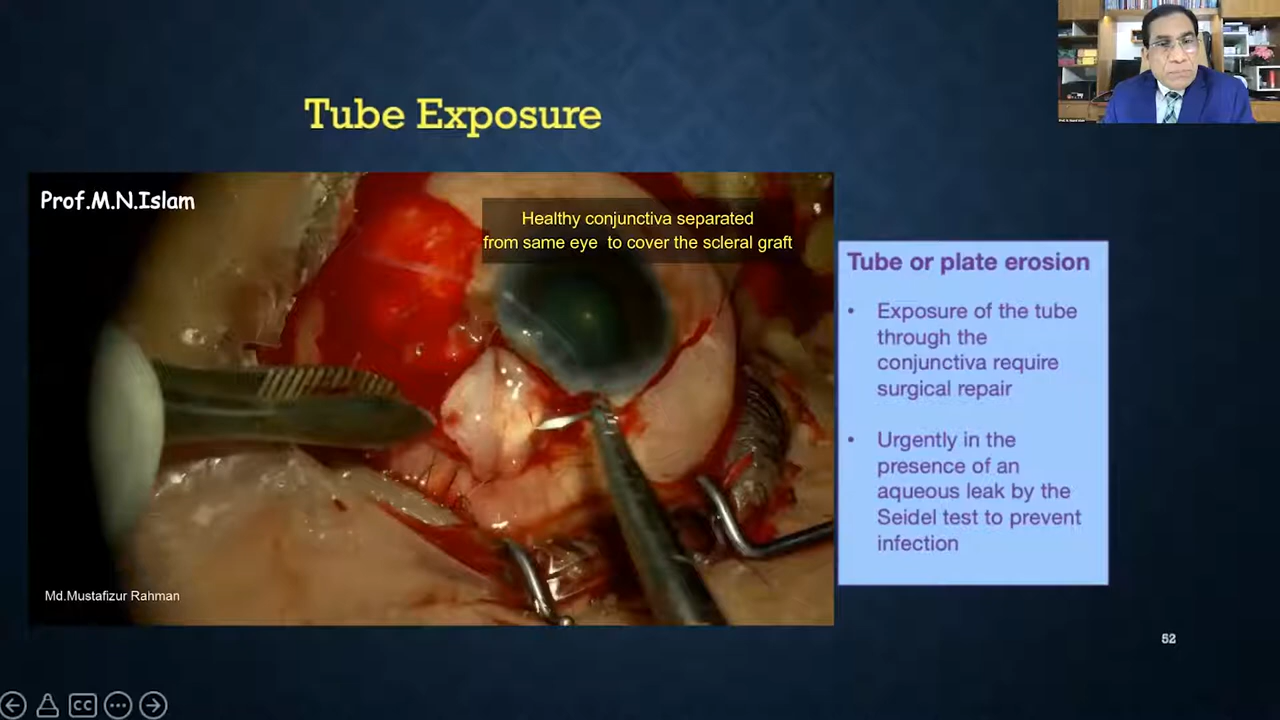 Tube Exposure
Prof.M.N.Islam
Healthy conjunctiva separated
from same eye to cover the scleral graft
Md.Mustafizur Rahman
Tube or plate erosion
• Exposure of the tube
through the
conjunctiva require
surgical repair
• Urgently in the
presence of an
aqueous leak by the
Seidel test to prevent
infection
52
CC